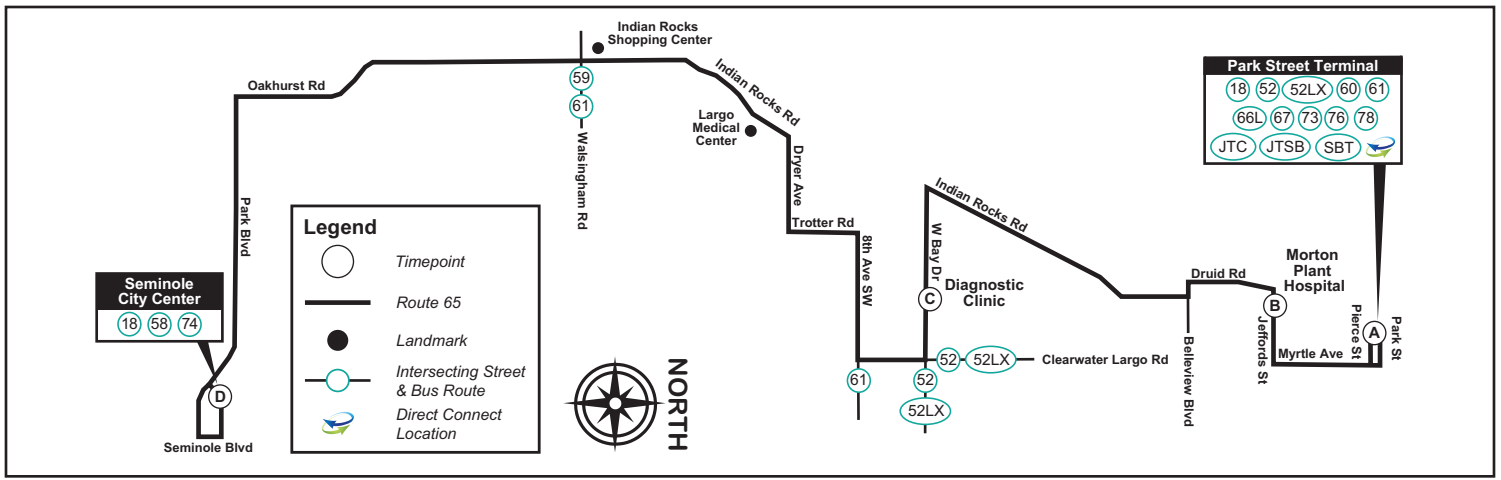 Indian Rocks
Shopping Center
Oakhurst Rd
59
61
Walsingham Rd
Indian Rocks Rd
Largo
Medical
Center
Dryer Ave
Trotter Rd
8th Ave SW
61
Park Blvd
Seminole
City Center
18 58 74
D
Seminole Blvd
Legend
Timepoint
Route 65
Landmark
Intersecting Street
& Bus Route
Direct Connect
Location
NORTH
Indian Rocks Rd
W Bay Dr
C
Diagnostic
Clinic
52 52LX
Clearwater Largo Rd
52
52LX
Belleview Blvd
Druid Rd
Morton
Plant
Hospital
B
Jeffords St
Myrtle Ave
Pierce St
A
Park St
Park Street Terminal
18 52 52LX 60 61
66L 67 73 76 78
JTC JTSB SBT